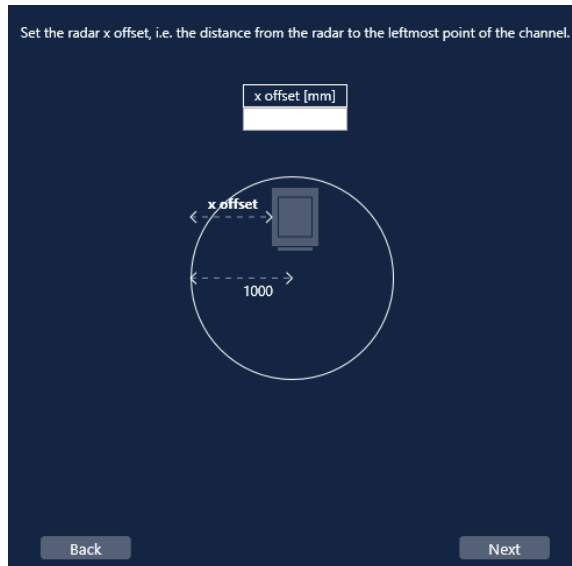 Set the radar x offset, i.e. the distance from the radar to the leftmost point of the channel.
x offset [mm]
x offset
1000
Back
Next